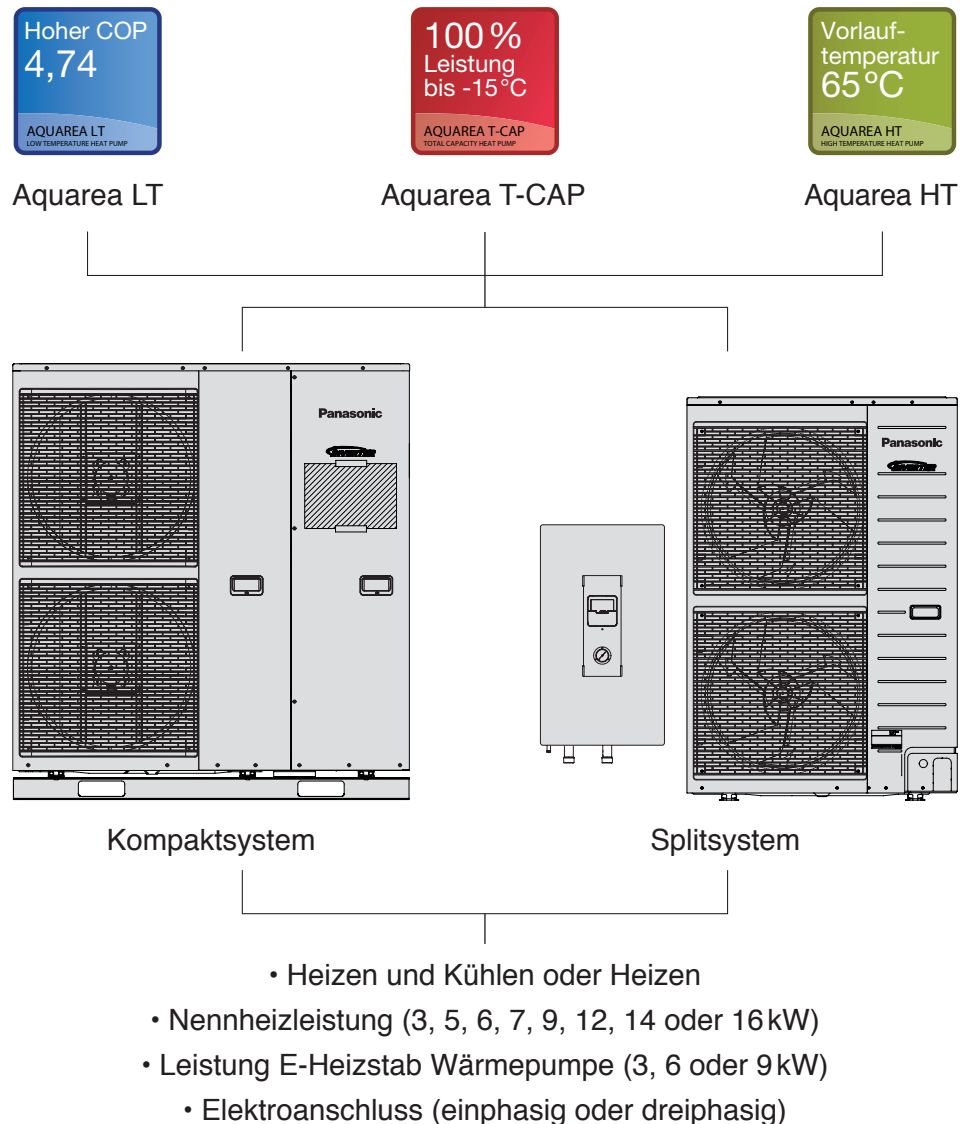 Hoher COP
4,74
AQUAREA LT
LOW TEMPERATURE HEAT PUMP
100 %
Leistung
bis -15 °C
AQUAREA T-CAP
TOTAL CAPACITY HEAT PUMP
Vorlauf-
temperatur
65 °C
AQUAREA HT
HIGH TEMPERATURE HEAT PUMP
Aquarea LT
Aquarea T-CAP
Aquarea HT
Panasonic
INVERTER
Panasonic
INVERTER
Kompaktsystem
Splitsystem
• Heizen und Kühlen oder Heizen
• Nennheizleistung (3, 5, 6, 7, 9, 12, 14 oder 16 kW)
• Leistung E-Heizstab Wärmepumpe (3, 6 oder 9 kW)
• Elektroanschluss (einphasig oder dreiphasig)